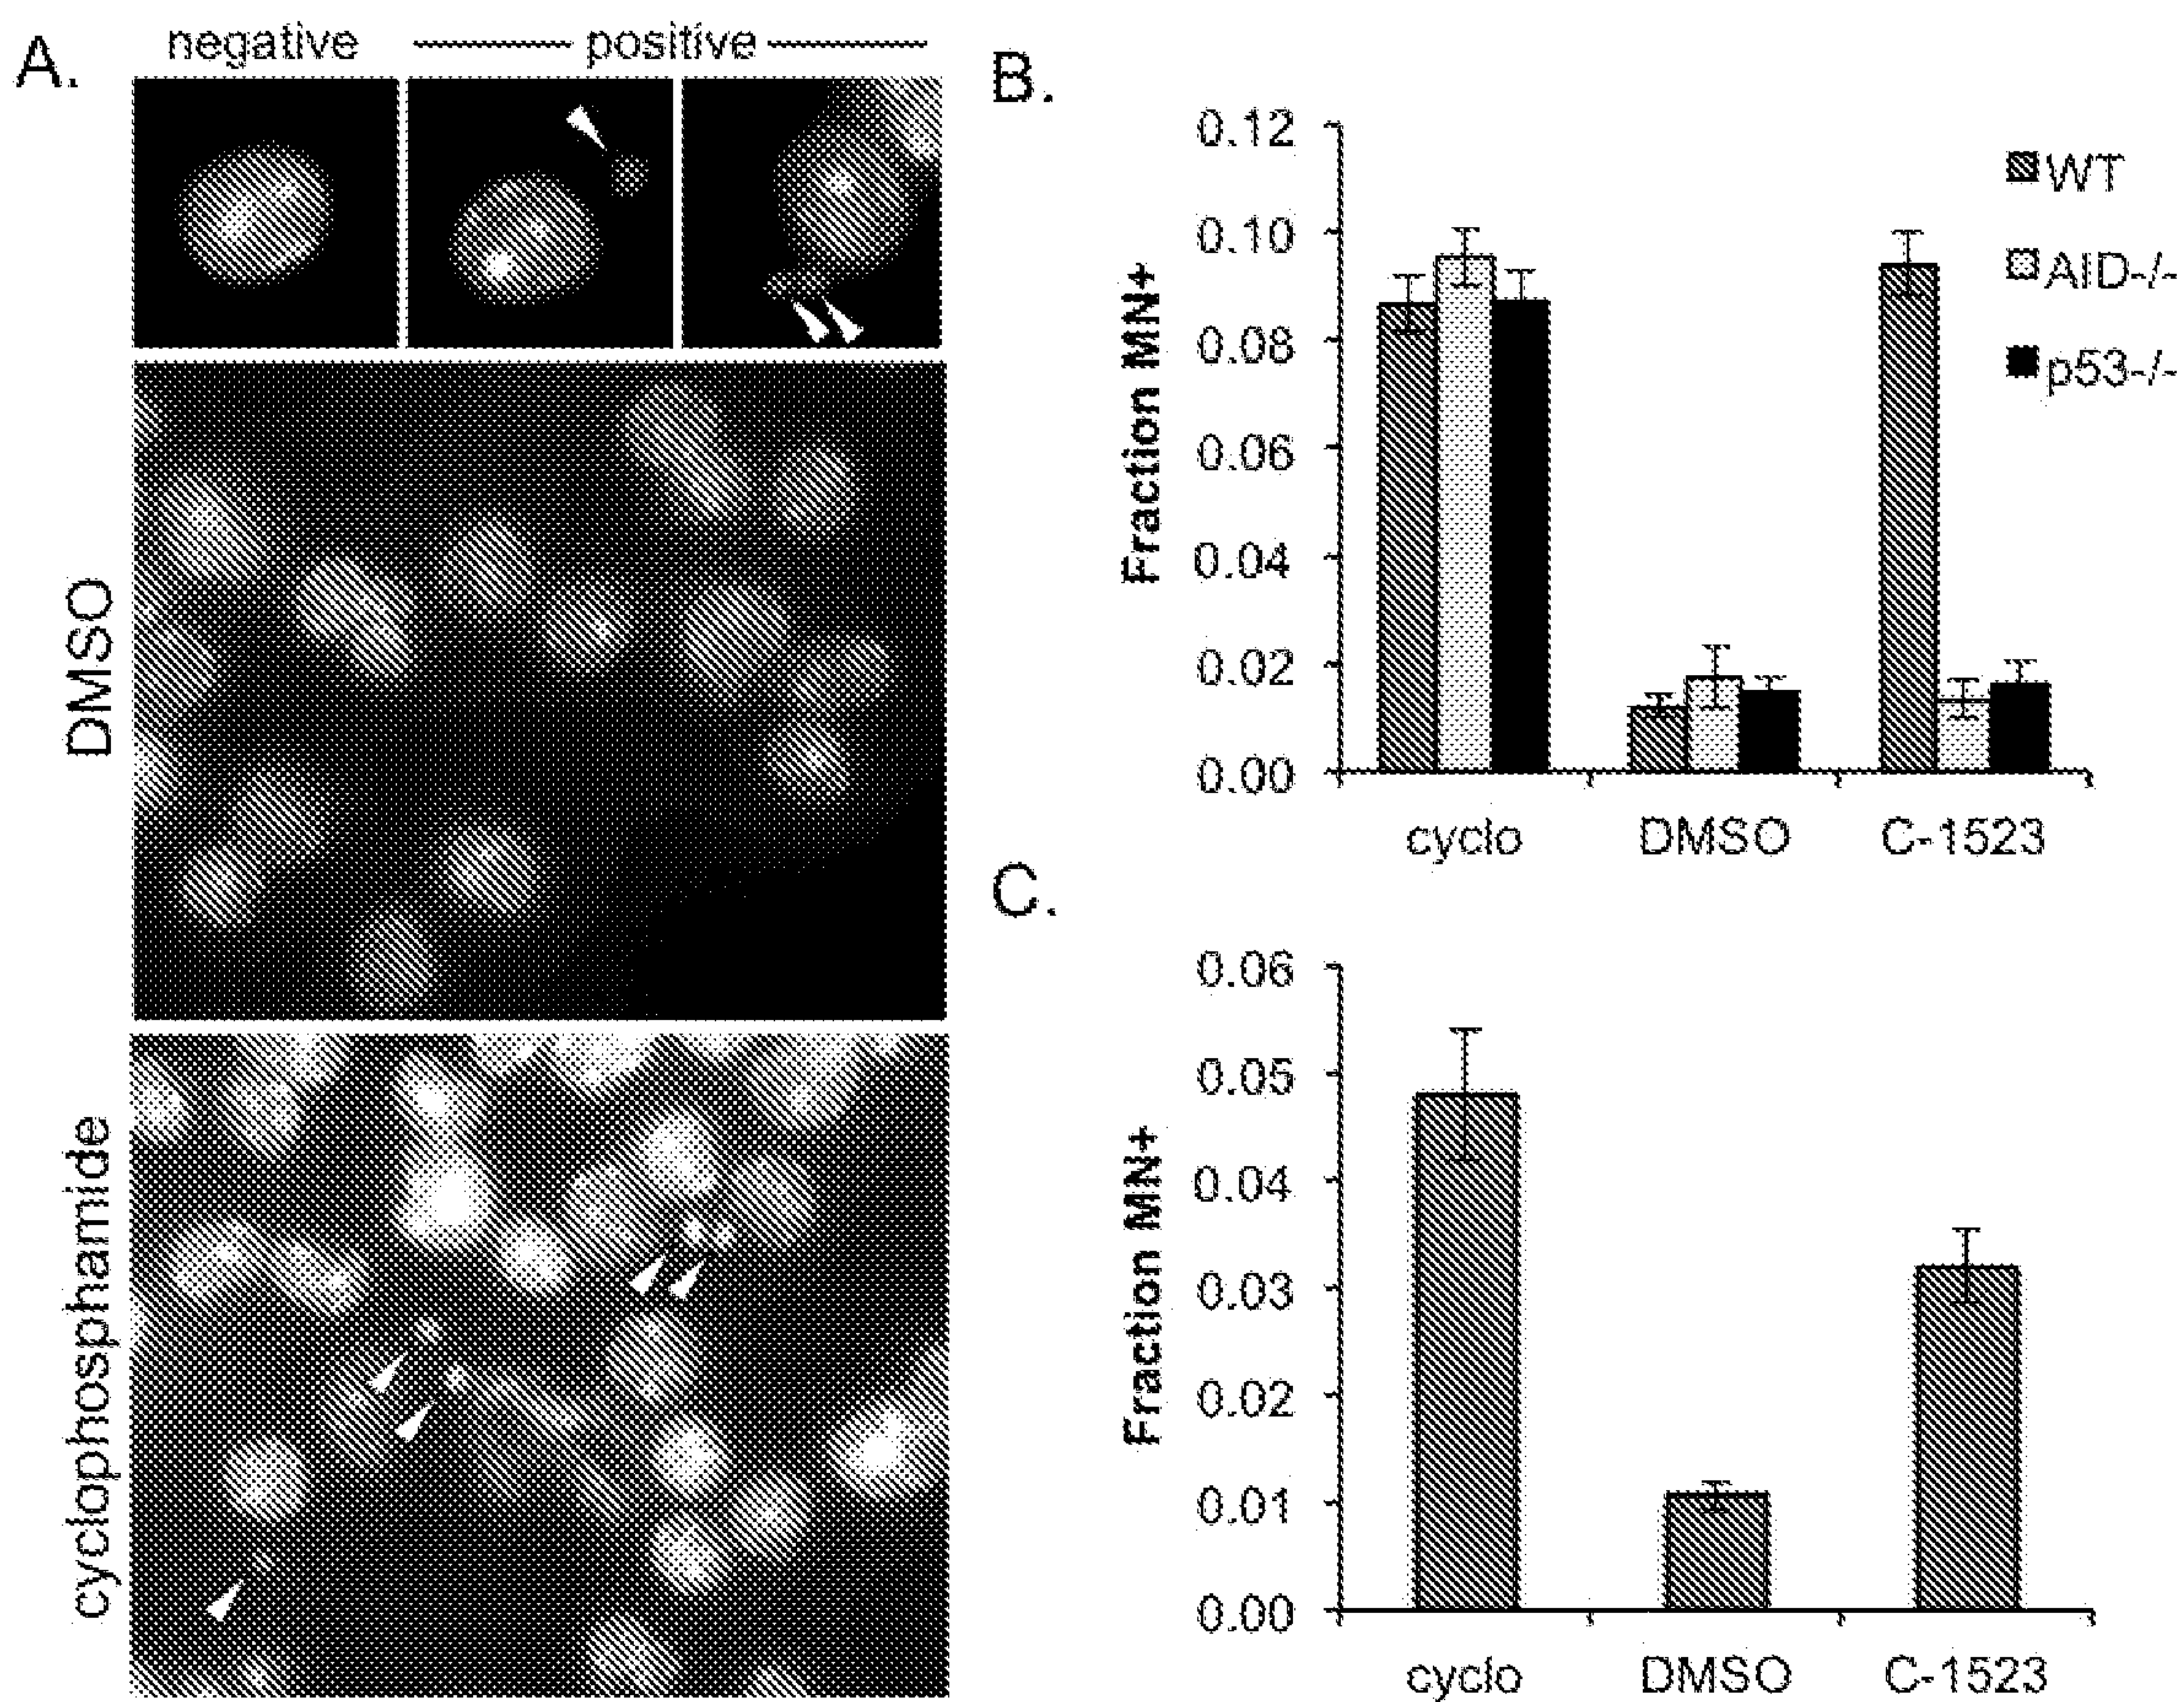 A.
negative
positive
DMSO
cyclophosphamide
B.
Fraction MN+
0.12
0.10
0.08
0.06
0.04
0.02
0.00
cyclo
DMSO
C-1523
WT
AID-/-
p53-/-
C.
Fraction MN+
0.06
0.05
0.04
0.03
0.02
0.01
0.00
cyclo
DMSO
C-1523